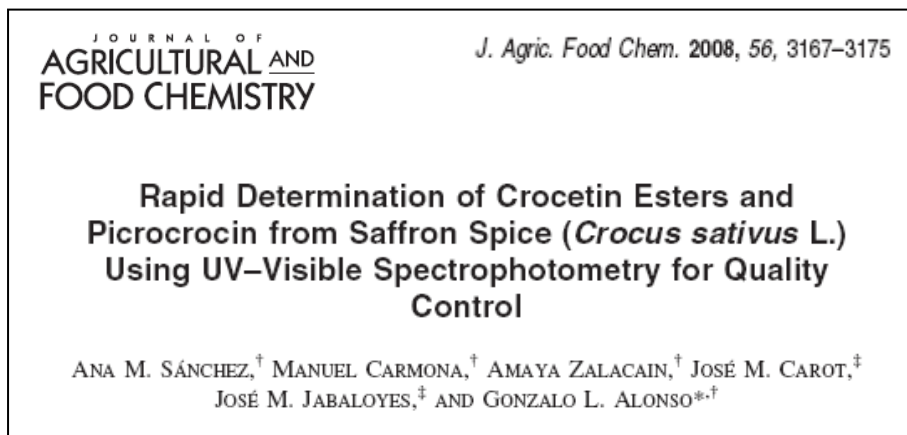 JOURNAL OF
AGRICULTURAL AND
FOOD CHEMISTRY
J. Agric. Food Chem. 2008, 56, 3167–3175
Rapid Determination of Crocetin Esters and
Picrocrocin from Saffron Spice (Crocus sativus L.)
Using UV–Visible Spectrophotometry for Quality
Control
ANA M. SÁNCHEZ,† MANUEL CARMONA,† AMAYA ZALACAIN,† JOSÉ M. CAROT,‡
JOSÉ M. JABALOYES,‡ AND GONZALO L. ALONSO*,†